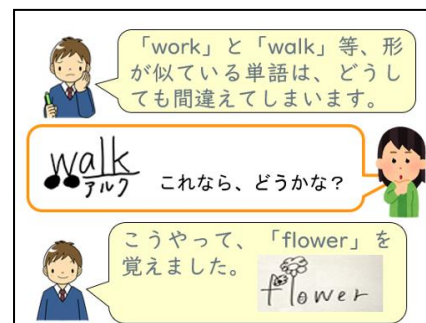 「work」と「walk」等、形
が似ている単語は、どうし
ても間違えてしまいます。
walk
アルク
これなら、どうかな？
こうやって、「flower」を
覚えました。
flower